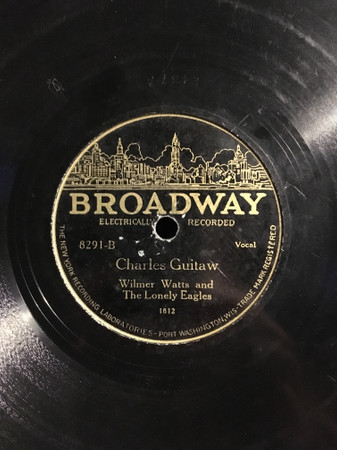 BROADWAY
ELECTRICALLY RECORDED
8291-B Vocal
Charles Guitaw
Wilmer Watts and
The Lonely Eagles
1612
THE NEW YORK RECORDING LABORATORIES-PORT WASHINGTON, WIS-TRADE MARK REGISTERED